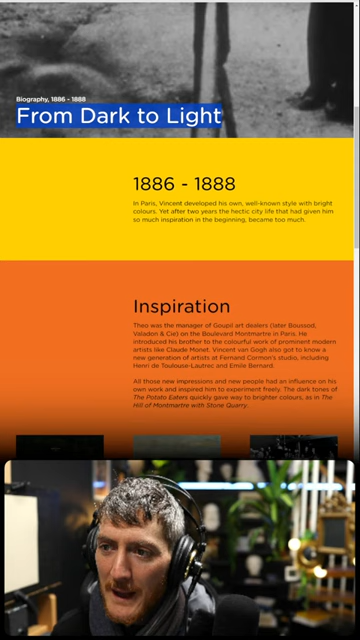 Biography, 1886 - 1888
From Dark to Light
1886 - 1888
In Paris, Vincent developed his own, well-known style with bright
colours. Yet after two years the hectic city life that had given him
so much inspiration in the beginning, became too much.
Inspiration
Theo was the manager of Goupil art dealers (later Boussod,
Valadon & Cie) on the Boulevard Montmartre in Paris. He
introduced his brother to the colourful work of prominent modern
artists like Claude Monet. Vincent van Gogh also got to know a
new generation of artists at Fernand Cormon's studio, including
Henri de Toulouse-Lautrec and Emile Bernard.
All those new impressions and new people had an influence on his
own work and inspired him to experiment freely. The dark tones of
The Potato Eaters quickly gave way to brighter colours, as in The
Hill of Montmartre with Stone Quarry.